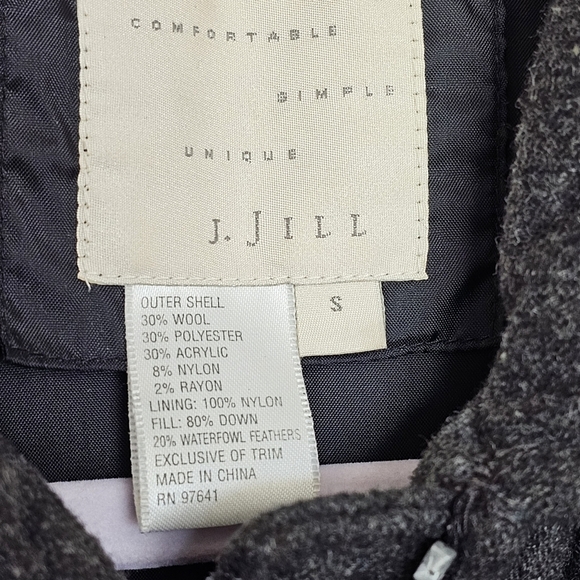 COMFORTABLE
SIMPLE
UNIQUE
J. JILL
S
OUTER SHELL
30% WOOL
30% POLYESTER
30% ACRYLIC
8% NYLON
2% RAYON
LINING: 100% NYLON
FILL: 80% DOWN
20% WATERFOWL FEATHERS
EXCLUSIVE OF TRIM
MADE IN CHINA
RN 97641